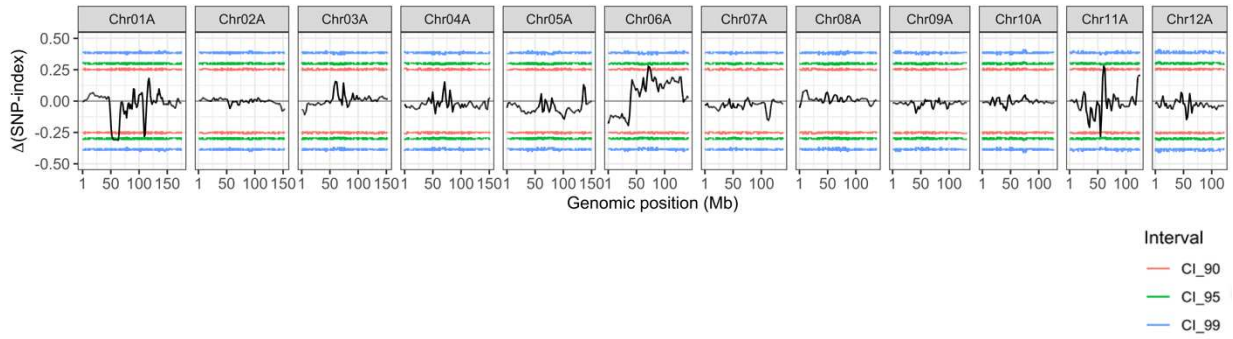 Chr01A Chr02A Chr03A Chr04A Chr05A Chr06A Chr07A Chr08A Chr09A Chr10A Chr11A Chr12A
0.50
0.25
0.00
-0.25
-0.50
Δ(SNP-index)
1 50 100 150 1 50 100 150 1 50 100 150 1 50 100 150 1 50 100 150 1 50 100 1 50 100 1 50 100 1 50 100 1 50 100 1 50 100 1 50 100
Genomic position (Mb)
Interval
CI_90
CI_95
CI_99